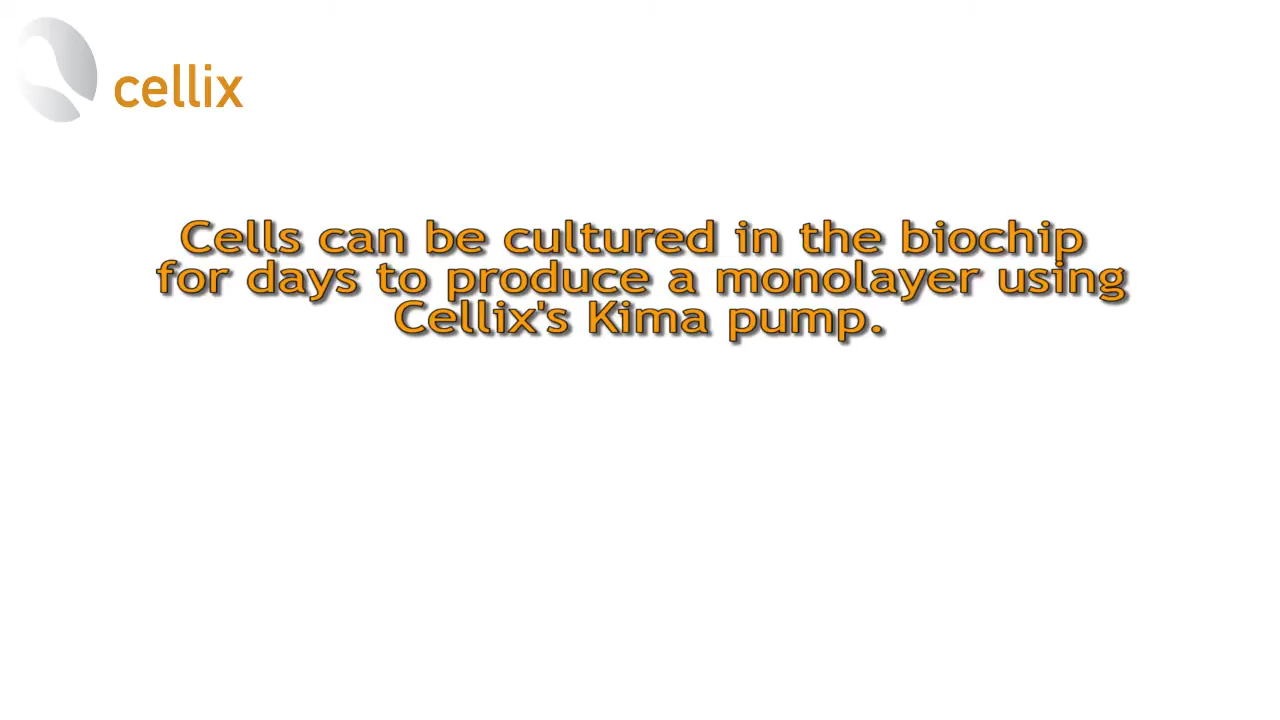 cellix
Cells can be cultured in the biochip
for days to produce a monolayer using
Cellix's Kima pump.